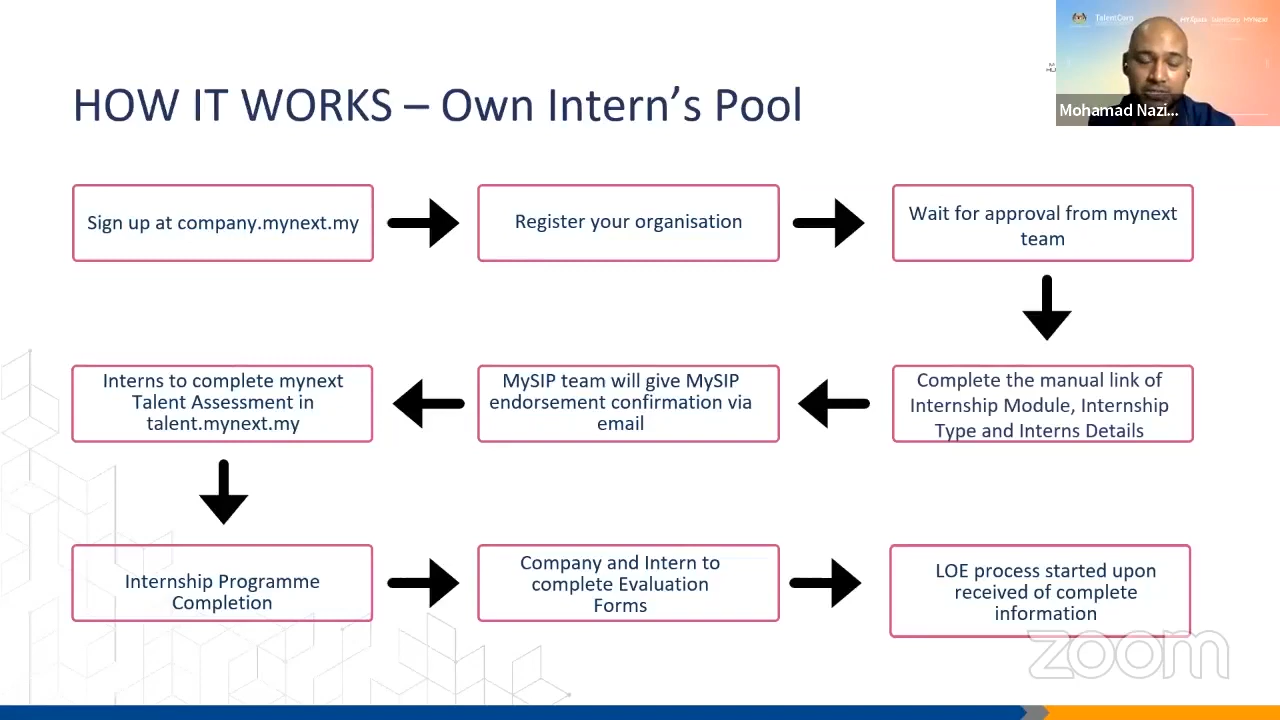 TalentCorp
HOW IT WORKS – Own Intern's Pool
Mohamad Nazi...
Sign up at company.mynext.my
Register your organisation
Wait for approval from mynext
team
Interns to complete mynext
Talent Assessment in
talent.mynext.my
MySIP team will give MySIP
endorsement confirmation via
email
Complete the manual link of
Internship Module, Internship
Type and Interns Details
Internship Programme
Completion
Company and Intern to
complete Evaluation
Forms
LOE process started upon
received of complete
information
zoom